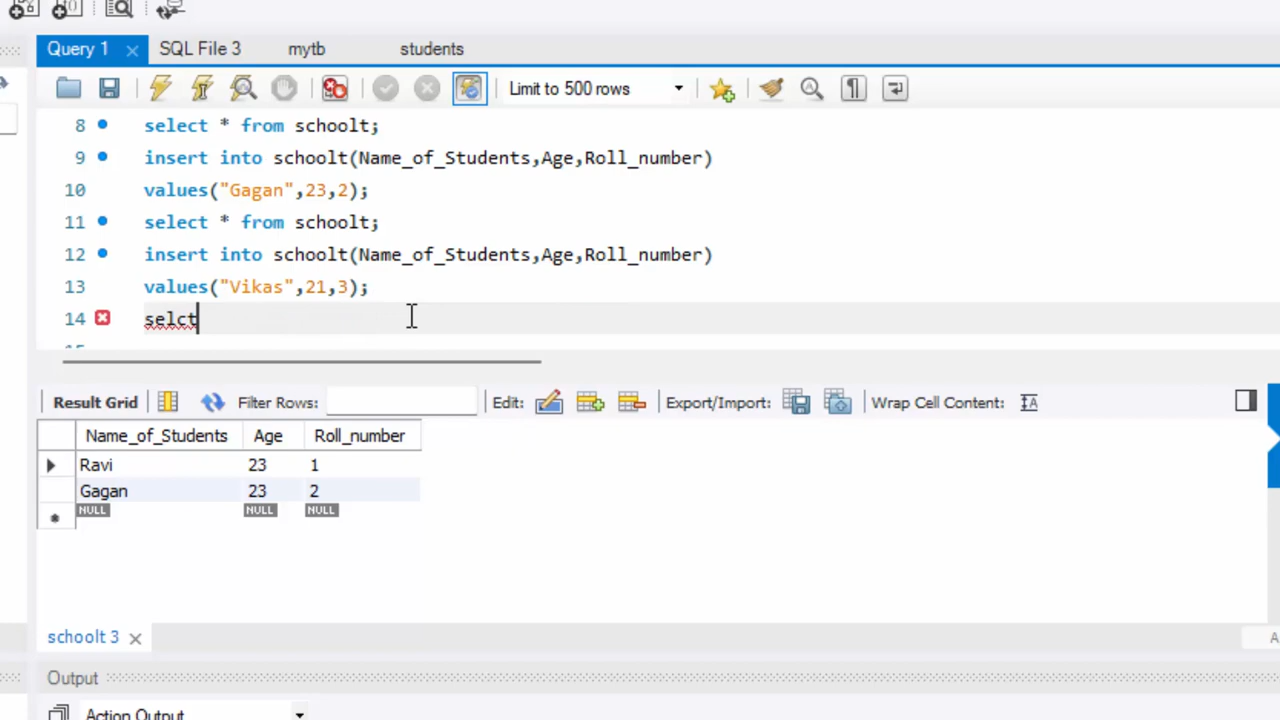 Query 1 SQL File 3 mytb students
Limit to 500 rows
8 select * from schoolt;
9 insert into schoolt(Name_of_Students,Age,Roll_number)
10 values("Gagan",23,2);
11 select * from schoolt;
12 insert into schoolt(Name_of_Students,Age,Roll_number)
13 values("Vikas",21,3);
14 selct
Result Grid Filter Rows: Edit: Export/Import: Wrap Cell Content:
Name_of_Students Age Roll_number
Ravi 23 1
Gagan 23 2
NULL NULL NULL
schoolt 3
Output
Action Output